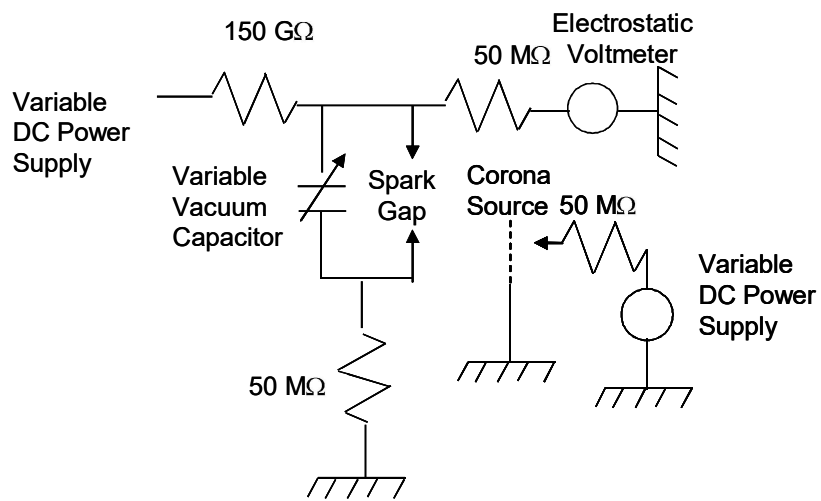 150 GΩ
Electrostatic
Voltmeter
50 MΩ
Variable
DC Power
Supply
Variable
Vacuum
Capacitor
Spark
Gap
Corona
Source
50 MΩ
Variable
DC Power
Supply
50 MΩ